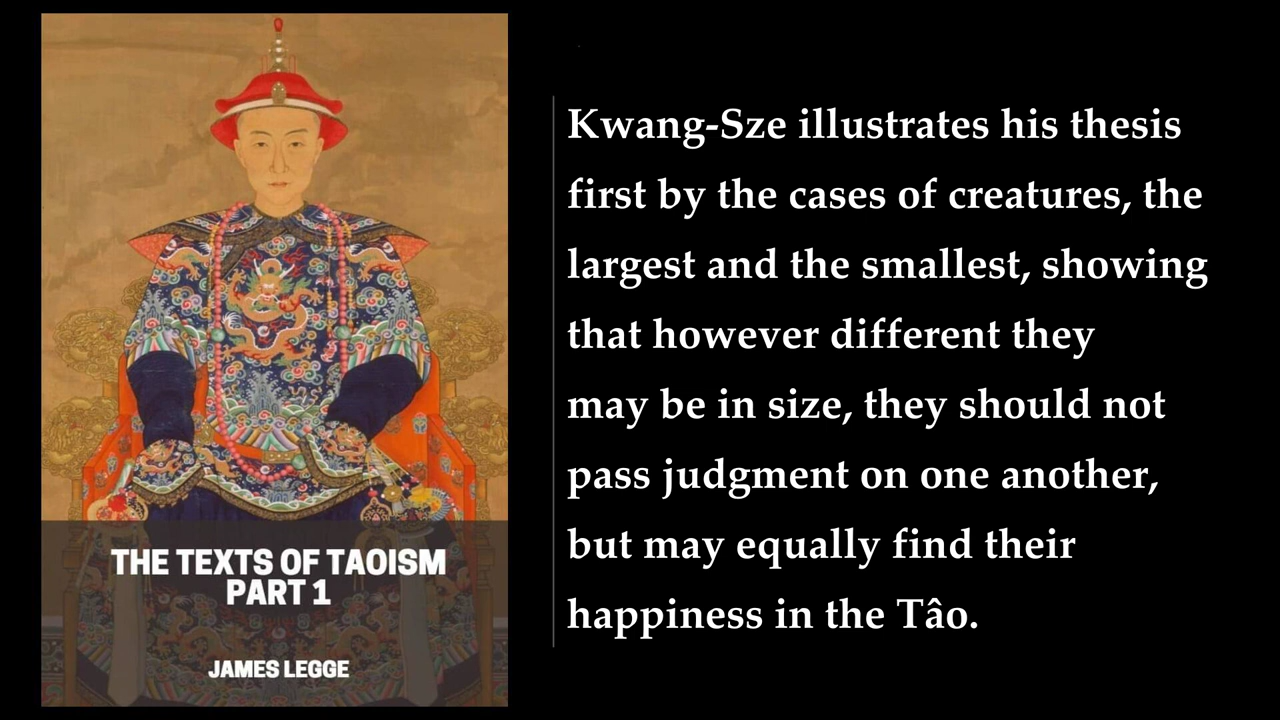 THE TEXTS OF TAOISM
PART 1
JAMES LEGGE
Kwang-Sze illustrates his thesis
first by the cases of creatures, the
largest and the smallest, showing
that however different they
may be in size, they should not
pass judgment on one another,
but may equally find their
happiness in the Tâo.